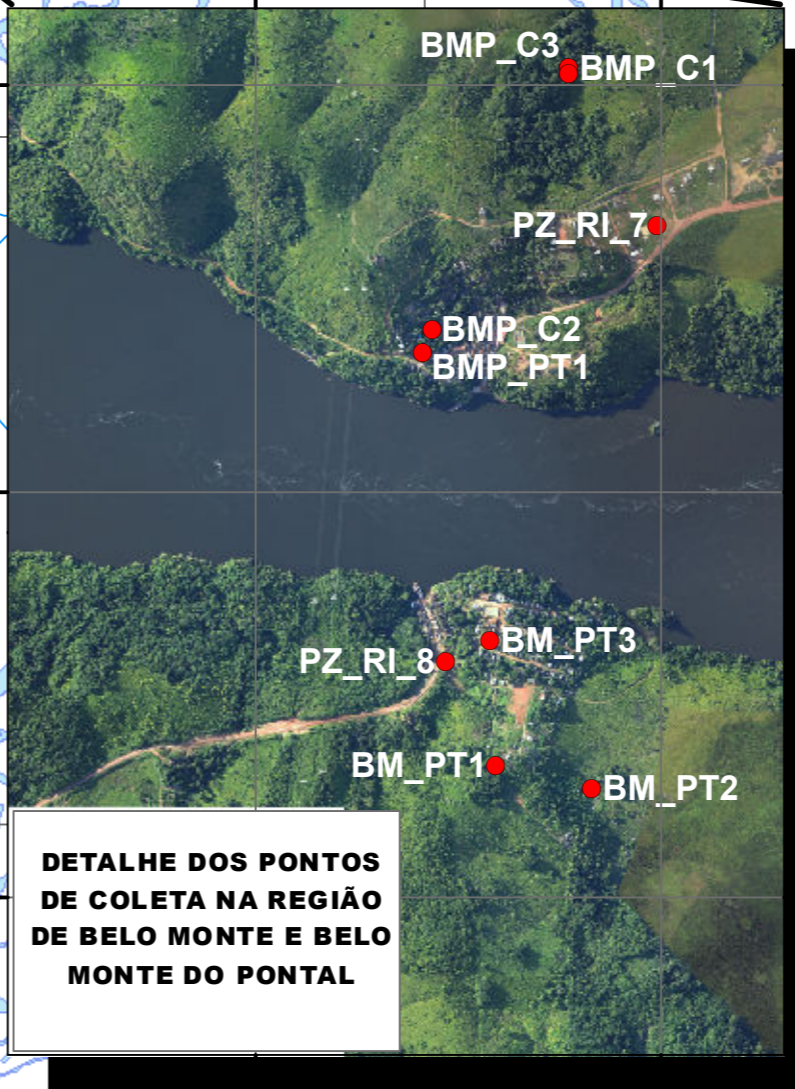 BMP_C3
BMP_C1
PZ_RI_7
BMP_C2
BMP_PT1
BM_PT3
PZ_RI_8
BM_PT1
BM_PT2
DETALHE DOS PONTOS
DE COLETA NA REGIÃO
DE BELO MONTE E BELO
MONTE DO PONTAL